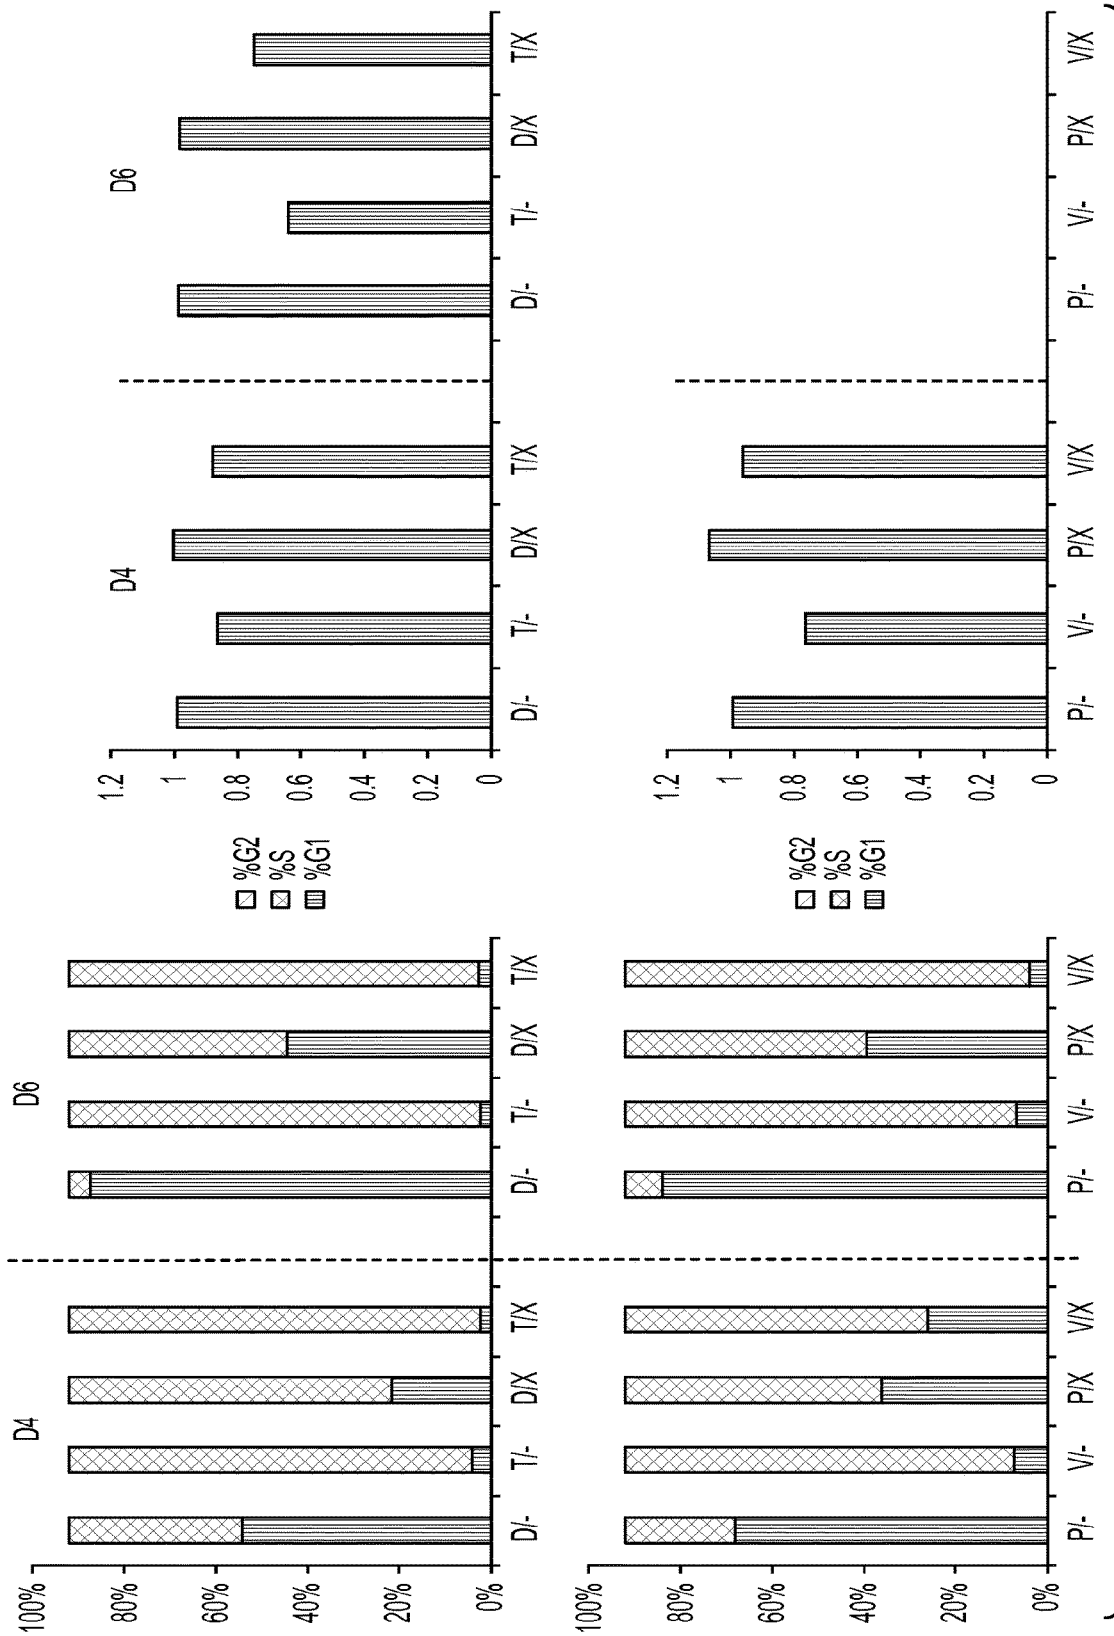 D4
D6
100%
80%
60%
40%
20%
0%
D/-
T/-
D/X
T/X
D/-
T/-
D/X
T/X
%G2
%S
%G1
D4
D6
1.2
1
0.8
0.6
0.4
0.2
0
D/-
T/-
D/X
T/X
D/-
T/-
D/X
T/X
100%
80%
60%
40%
20%
0%
P/-
V/-
P/X
V/X
P/-
V/-
P/X
V/X
%G2
%S
%G1
1.2
1
0.8
0.6
0.4
0.2
0
P/-
V/-
P/X
V/X
P/-
V/-
P/X
V/X